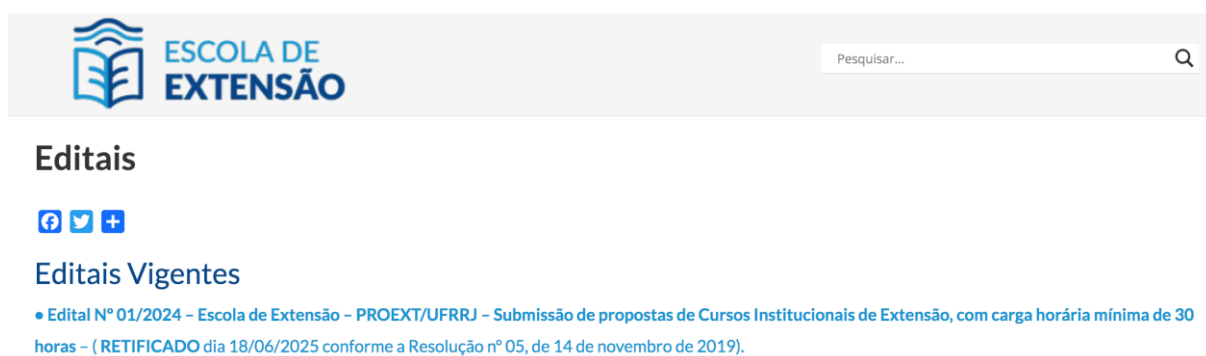 ESCOLA DE
EXTENSÃO
Pesquisar...
Editais
Editais Vigentes
• Edital Nº 01/2024 – Escola de Extensão – PROEXT/UFRRJ – Submissão de propostas de Cursos Institucionais de Extensão, com carga horária mínima de 30
horas – ( RETIFICADO dia 18/06/2025 conforme a Resolução nº 05, de 14 de novembro de 2019).